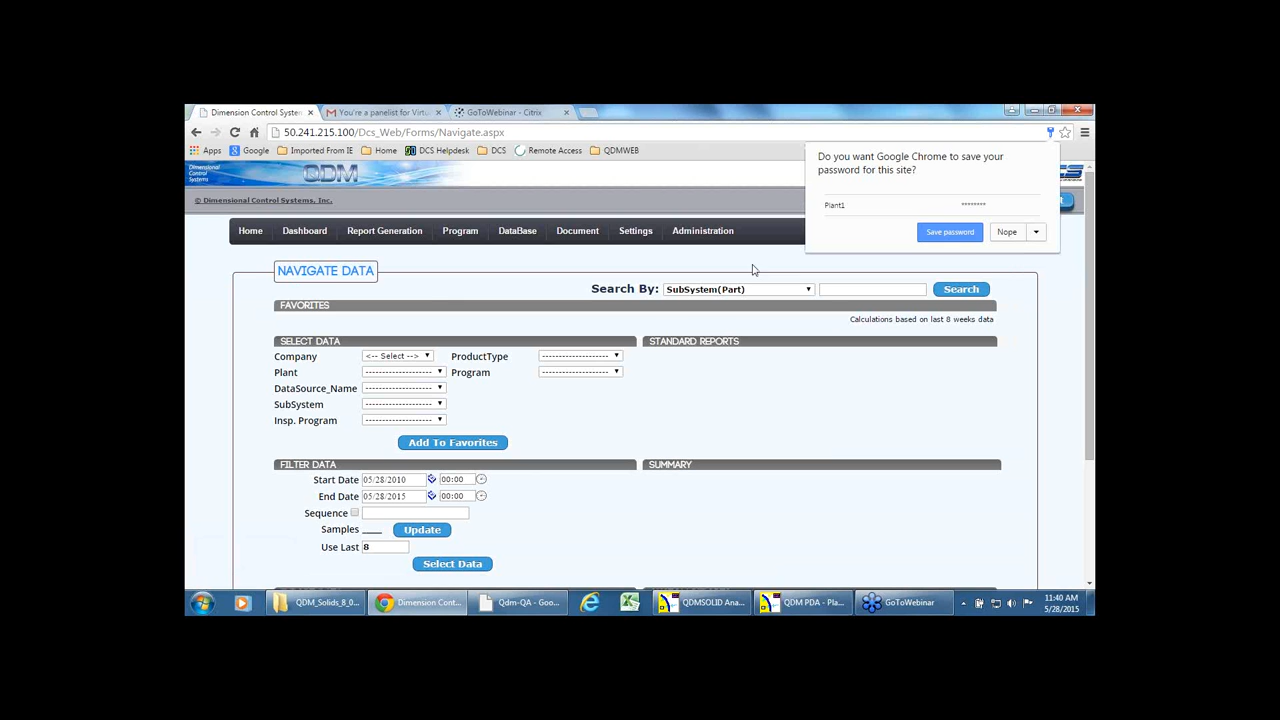 Dimension Control System
You're a panelist for Virtu
GoToWebinar - Citrix
50.241.215.100/Dcs_Web/Forms/Navigate.aspx
Apps Google Imported From IE Home DCS Helpdesk DCS Remote Access QDMWEB
Do you want Google Chrome to save your
password for this site?
Plant1 ********
Save password Nope
Dimensional
Control
Systems
QDM
© Dimensional Control Systems, Inc.
Home Dashboard Report Generation Program DataBase Document Settings Administration
NAVIGATE DATA
Search By: SubSystem(Part) Search
FAVORITES
Calculations based on last 8 weeks data
SELECT DATA STANDARD REPORTS
Company <-- Select --> ProductType --------------------
Plant -------------------- Program --------------------
DataSource_Name --------------------
SubSystem --------------------
Insp. Program --------------------
Add To Favorites
FILTER DATA SUMMARY
Start Date 05/28/2010 00:00
End Date 05/28/2015 00:00
Sequence
Samples ____ Update
Use Last 8
Select Data
QDM_Solids_8_0... Dimension Cont... Qdm-QA - Goo... QDMSOLID Ana... QDM PDA - Pla... GoToWebinar
11:40 AM
5/28/2015